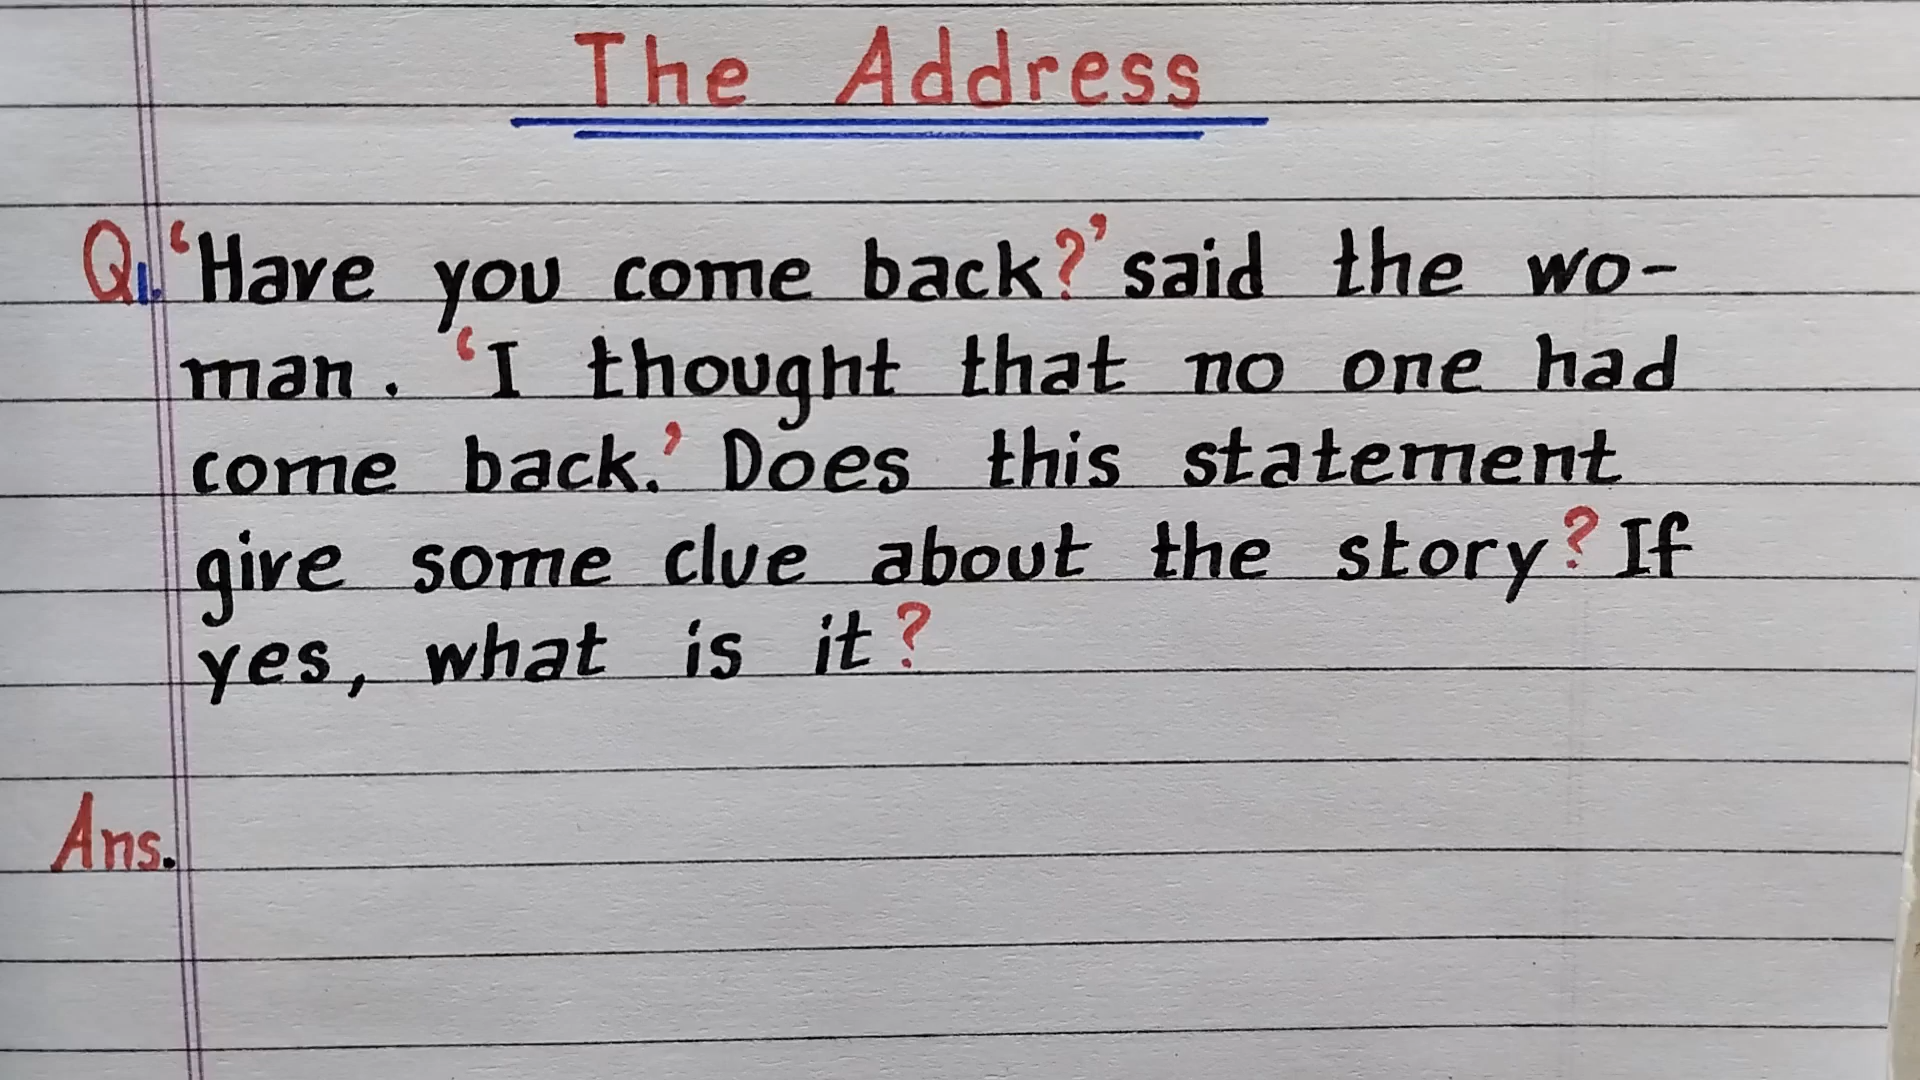 The Address
Q1. 'Have you come back?' said the wo-
man. 'I thought that no one had
come back.' Does this statement
give some clue about the story? If
yes, what is it?
Ans.